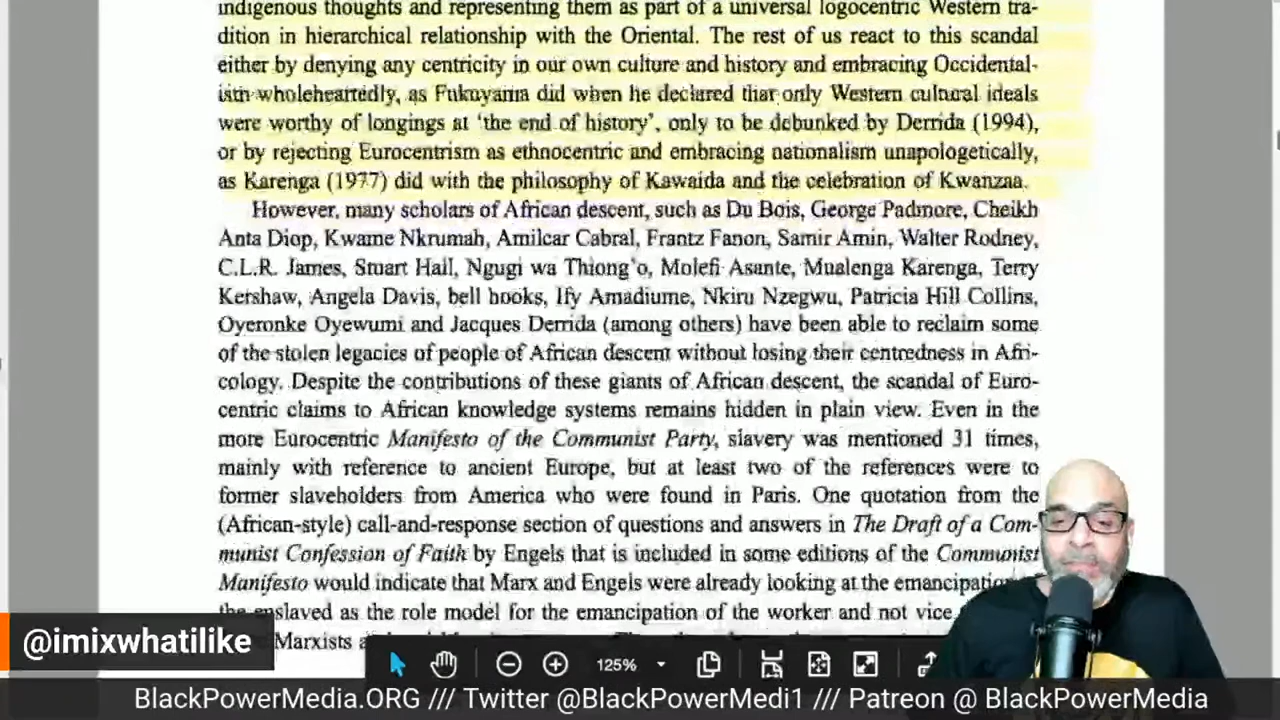 indigenous thoughts and representing them as part of a universal logocentric Western tra-
dition in hierarchical relationship with the Oriental. The rest of us react to this scandal
either by denying any centricity in our own culture and history and embracing Occidental-
ism wholeheartedly, as Fukuyama did when he declared that only Western cultural ideals
were worthy of longings at ‘the end of history’, only to be debunked by Derrida (1994),
or by rejecting Eurocentrism as ethnocentric and embracing nationalism unapologetically,
as Karenga (1977) did with the philosophy of Kawaida and the celebration of Kwanzaa.
However, many scholars of African descent, such as Du Bois, George Padmore, Cheikh
Anta Diop, Kwame Nkrumah, Amilcar Cabral, Frantz Fanon, Samir Amin, Walter Rodney,
C.L.R. James, Stuart Hall, Ngugi wa Thiong’o, Molefi Asante, Mualenga Karenga, Terry
Kershaw, Angela Davis, bell hooks, Ify Amadiume, Nkiru Nzegwu, Patricia Hill Collins,
Oyeronke Oyewumi and Jacques Derrida (among others) have been able to reclaim some
of the stolen legacies of people of African descent without losing their centredness in Afri-
cology. Despite the contributions of these giants of African descent, the scandal of Euro-
centric claims to African knowledge systems remains hidden in plain view. Even in the
more Eurocentric Manifesto of the Communist Party, slavery was mentioned 31 times,
mainly with reference to ancient Europe, but at least two of the references were to
former slaveholders from America who were found in Paris. One quotation from the
(African-style) call-and-response section of questions and answers in The Draft of a Com-
munist Confession of Faith by Engels that is included in some editions of the Communist
Manifesto would indicate that Marx and Engels were already looking at the
the enslaved as the role model for the emancipation of the worker and not vice
Marxists
@imixwhatilike
125%
BlackPowerMedia.ORG /// Twitter @BlackPowerMedi1 /// Patreon @ BlackPowerMedia